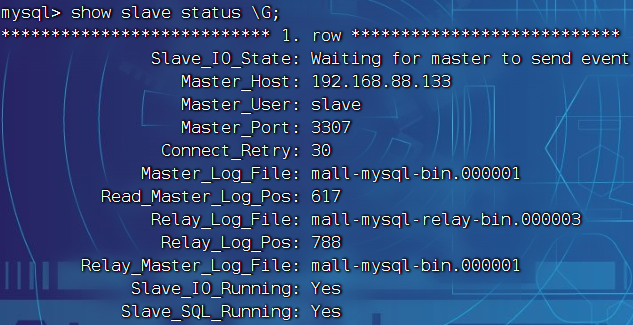 mysql> show slave status \G;
*************************** 1. row ***************************
Slave_IO_State: Waiting for master to send event
Master_Host: 192.168.88.133
Master_User: slave
Master_Port: 3307
Connect_Retry: 30
Master_Log_File: mall-mysql-bin.000001
Read_Master_Log_Pos: 617
Relay_Log_File: mall-mysql-relay-bin.000003
Relay_Log_Pos: 788
Relay_Master_Log_File: mall-mysql-bin.000001
Slave_IO_Running: Yes
Slave_SQL_Running: Yes